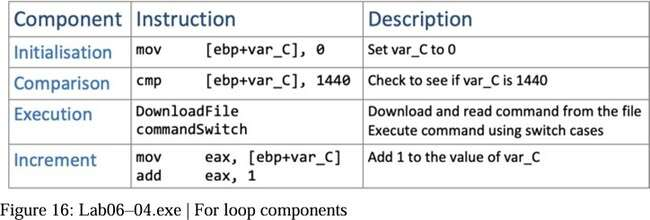 Component Instruction Description
Initialisation mov [ebp+var_C], 0 Set var_C to 0
Comparison cmp [ebp+var_C], 1440 Check to see if var_C is 1440
Execution DownloadFile Download and read command from the file
commandSwitch Execute command using switch cases
Increment mov eax, [ebp+var_C] Add 1 to the value of var_C
add eax, 1
Figure 16: Lab06–04.exe | For loop components